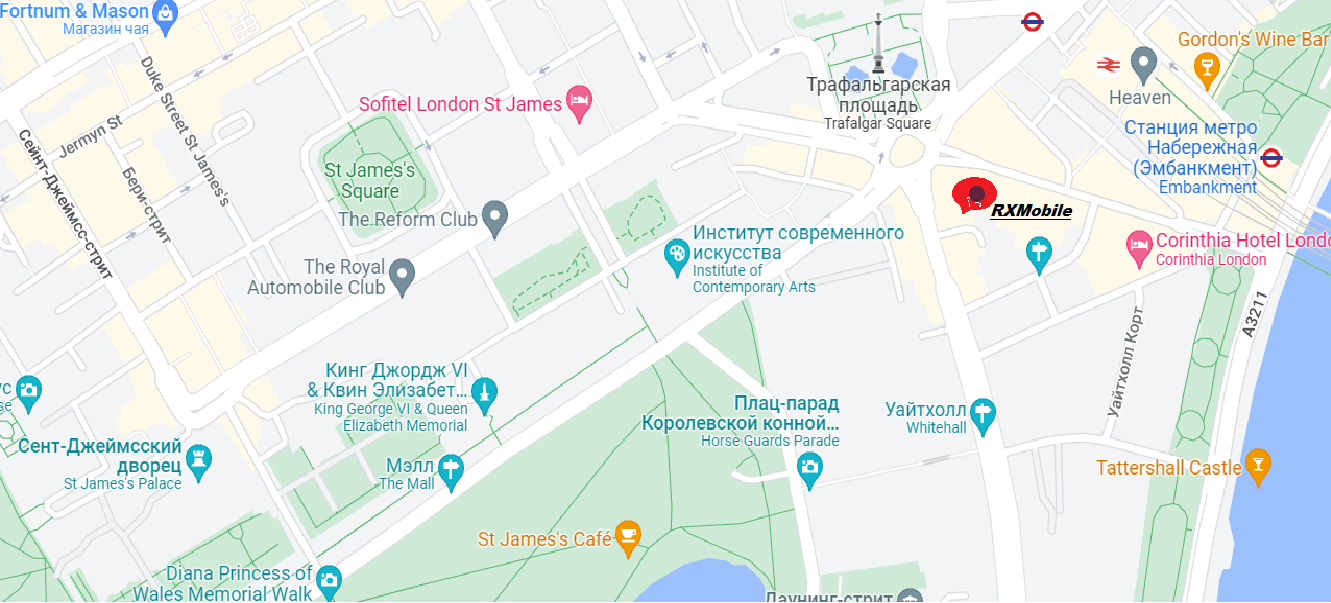 Fortnum & Mason
Магазин чая
Gordon's Wine Bar
Duke Street St James's
Jermyn St
Сейнт-Джеймсс-стрит
Бери-стрит
Sofitel London St James
Трафальгарская
площадь
Trafalgar Square
Heaven
Станция метро
Набережная
(Эмбанкмент)
Embankment
St James's
Square
The Reform Club
RXMobile
Институт современного
искусства
Institute of
Contemporary Arts
Corinthia Hotel Londo
Corinthia London
The Royal
Automobile Club
A3211
Уайтхолл Корт
Кинг Джордж VI
& Квин Элизабет...
King George VI & Queen
Elizabeth Memorial
Плац-парад
Королевской конной...
Horse Guards Parade
Уайтхолл
Whitehall
Сент-Джеймсский
дворец
St James's Palace
Мэлл
The Mall
Tattershall Castle
St James's Café
Diana Princess of
Wales Memorial Walk
Даунинг-стрит